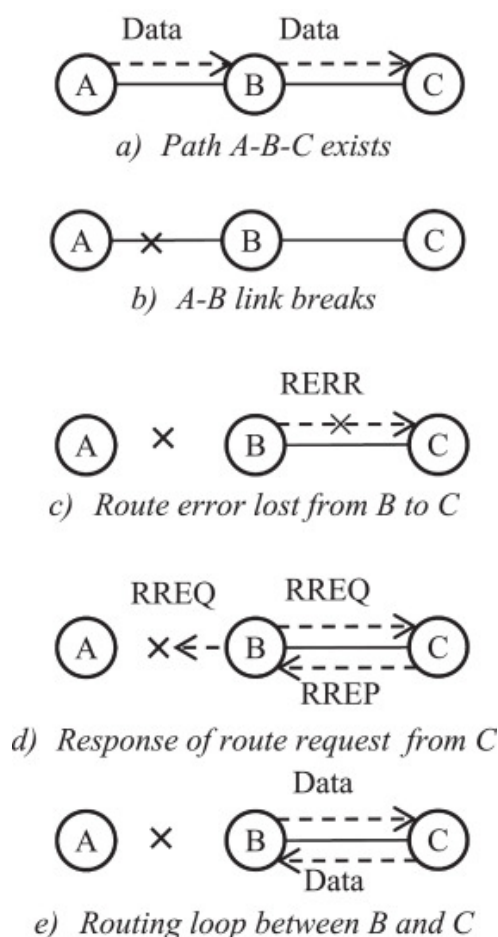 Data Data
A B C
a) Path A-B-C exists
A B C
b) A-B link breaks
RERR
A B C
c) Route error lost from B to C
RREQ RREQ
A B C
RREP
d) Response of route request from C
Data
A B C
Data
e) Routing loop between B and C